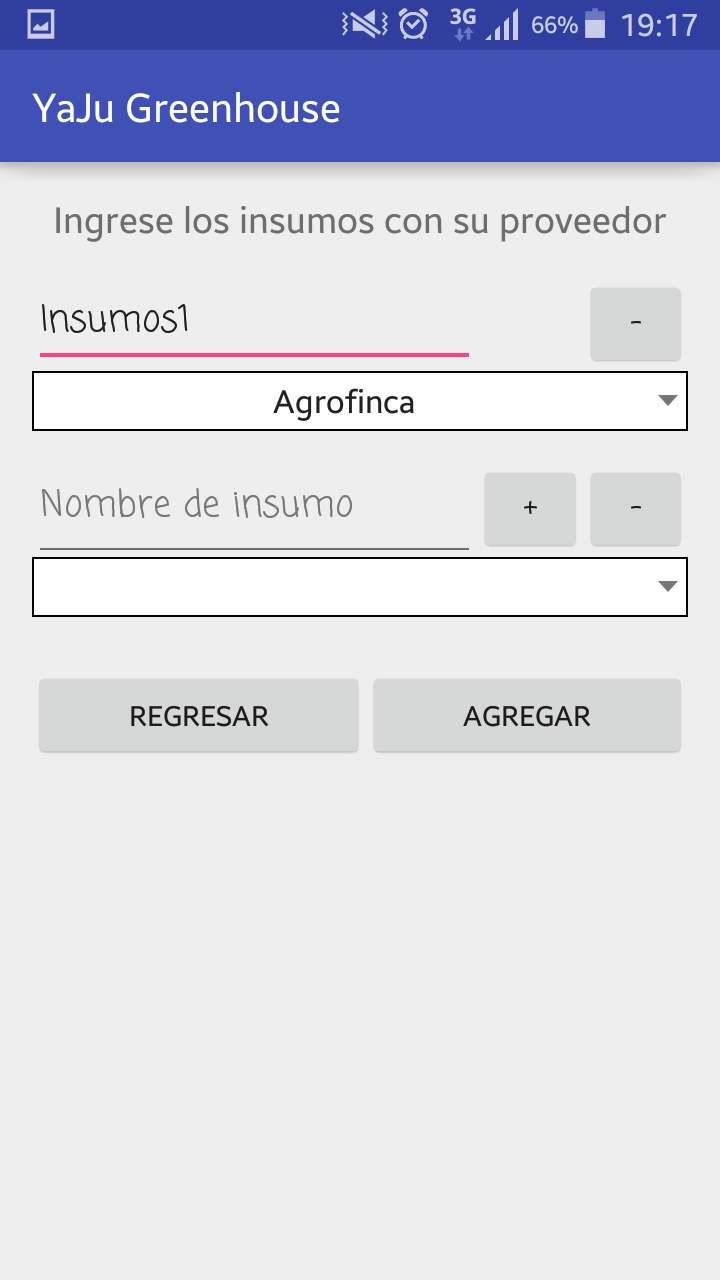 3G 66% 19:17
YaJu Greenhouse
Ingrese los insumos con su proveedor
Insumos1 -
Agrofinca
Nombre de insumo + -
REGRESAR AGREGAR